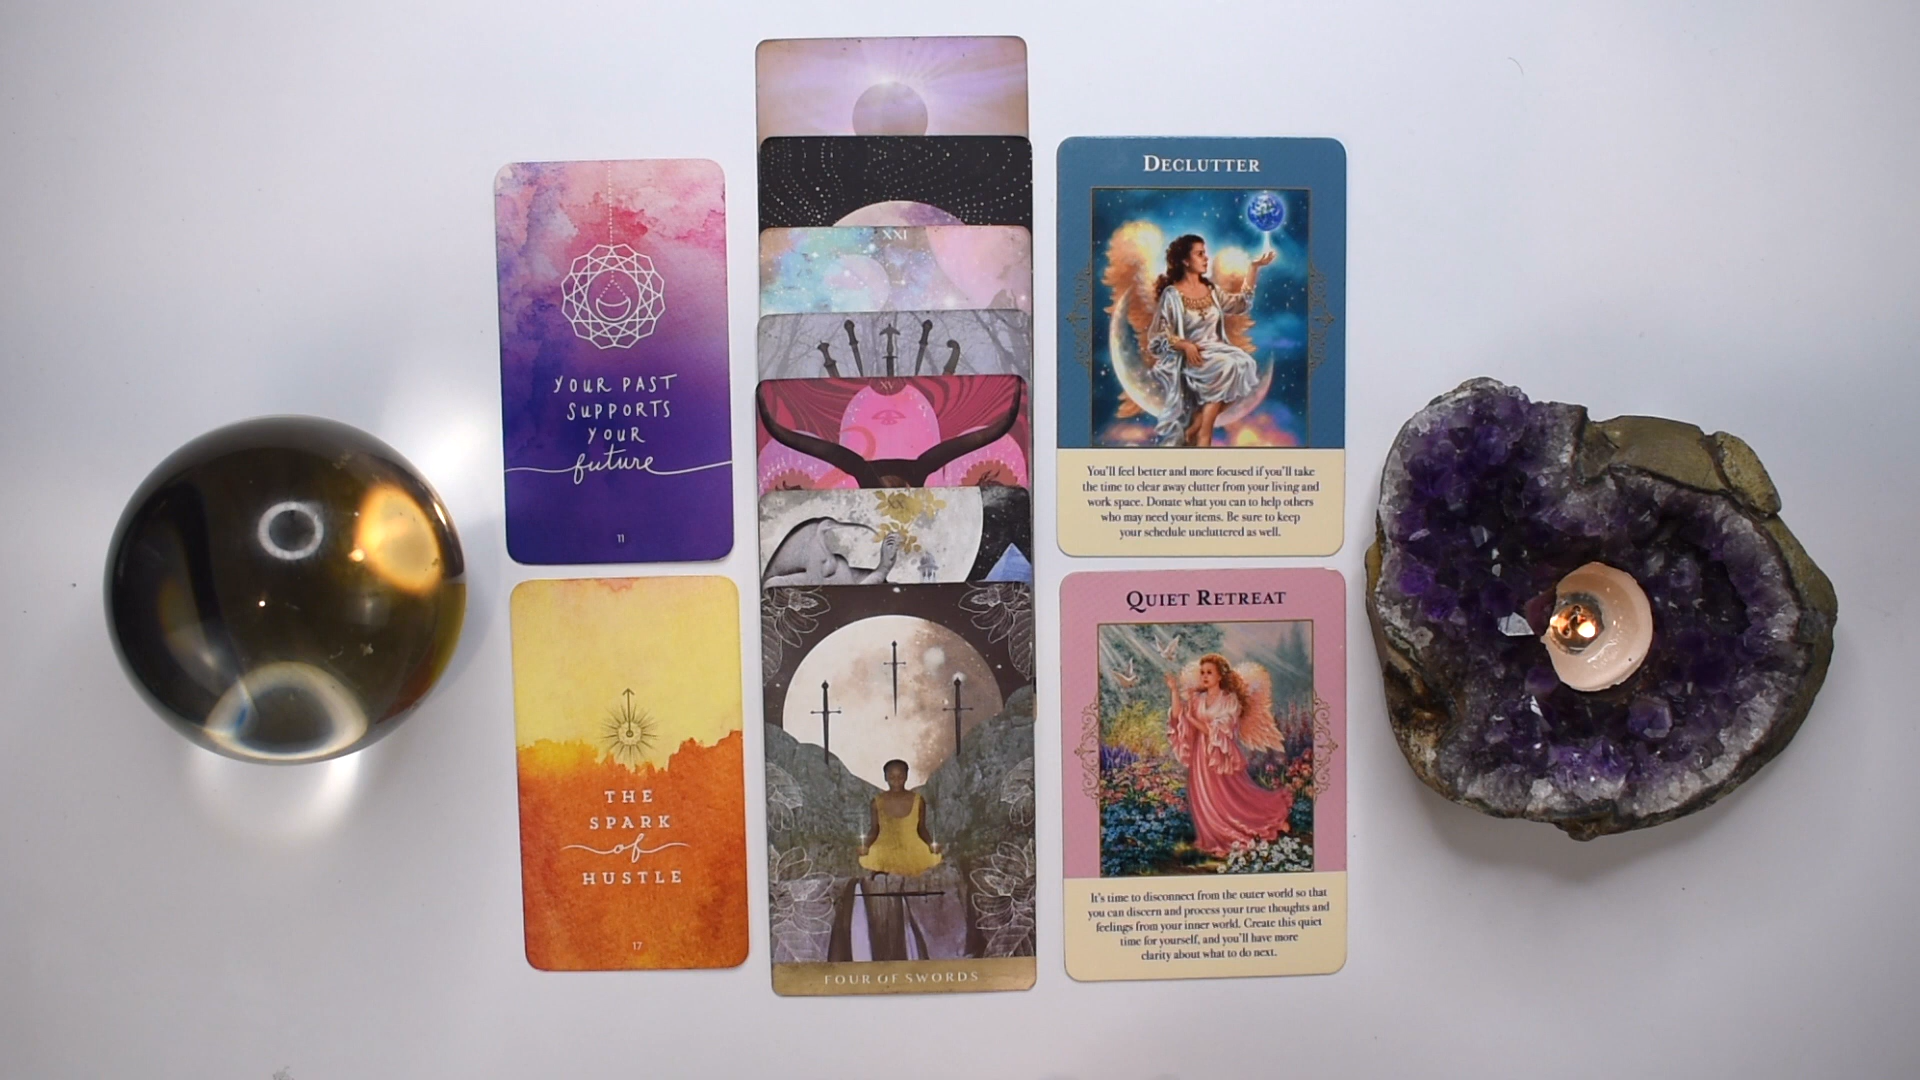 YOUR PAST
SUPPORTS
YOUR
future
11
THE
SPARK
of
HUSTLE
17
XXI
XV
XX
FOUR OF SWORDS
DECLUTTER
You'll feel better and more focused if you'll take
the time to clear away clutter from your living and
work space. Donate what you can to help others
who may need your items. Be sure to keep
your schedule uncluttered as well.
QUIET RETREAT
It's time to disconnect from the outer world so that
you can discern and process your true thoughts and
feelings from your inner world. Create this quiet
time for yourself, and you'll have more
clarity about what to do next.